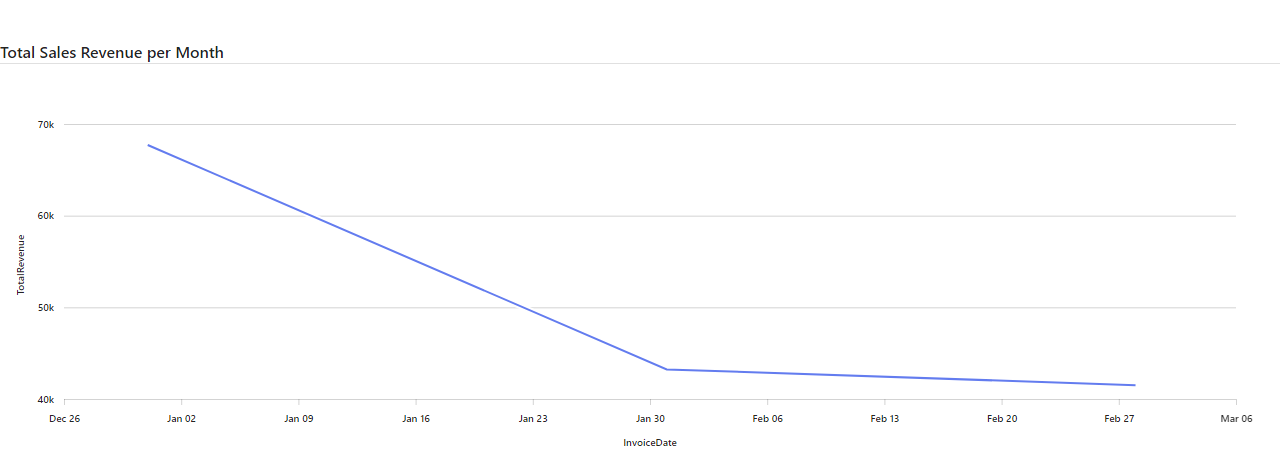 Total Sales Revenue per Month
70k
60k
50k
40k
TotalRevenue
Dec 26 Jan 02 Jan 09 Jan 16 Jan 23 Jan 30 Feb 06 Feb 13 Feb 20 Feb 27 Mar 06
InvoiceDate